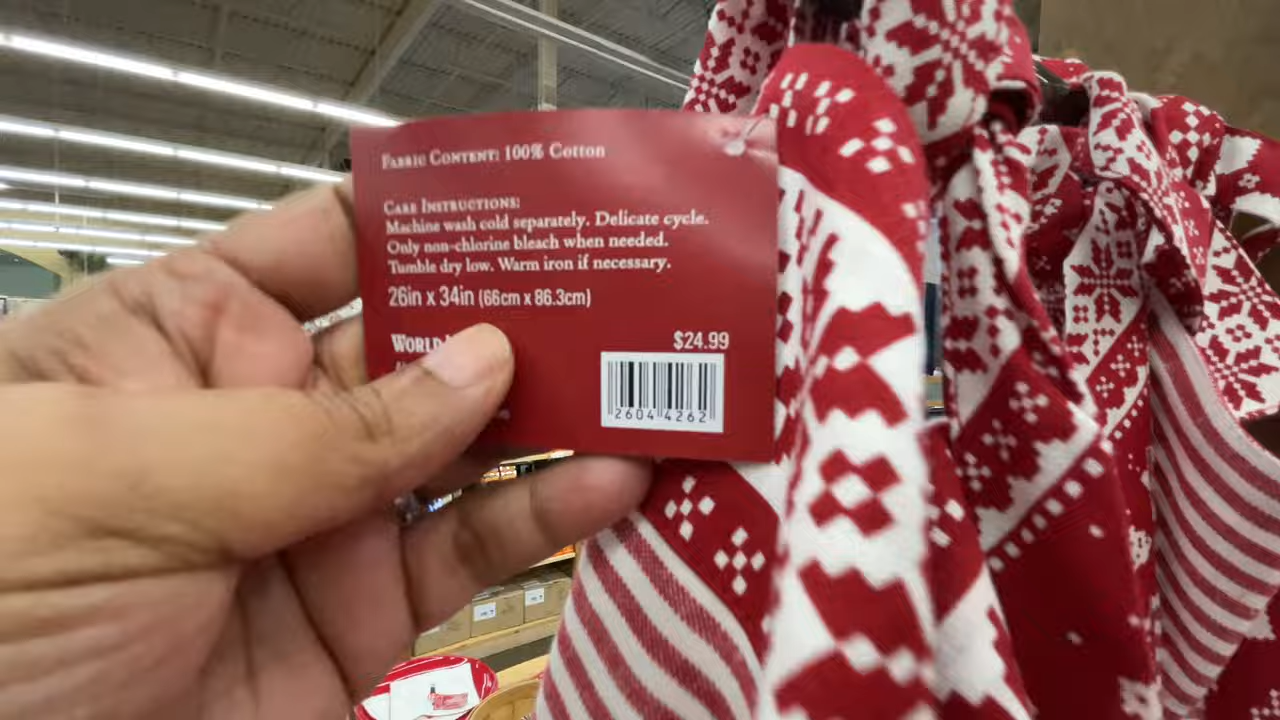 Fabric Content: 100% Cotton
Care Instructions:
Machine wash cold separately. Delicate cycle.
Only non-chlorine bleach when needed.
Tumble dry low. Warm iron if necessary.
26in x 34in (66cm x 86.3cm)
World
$24.99
2604 4262